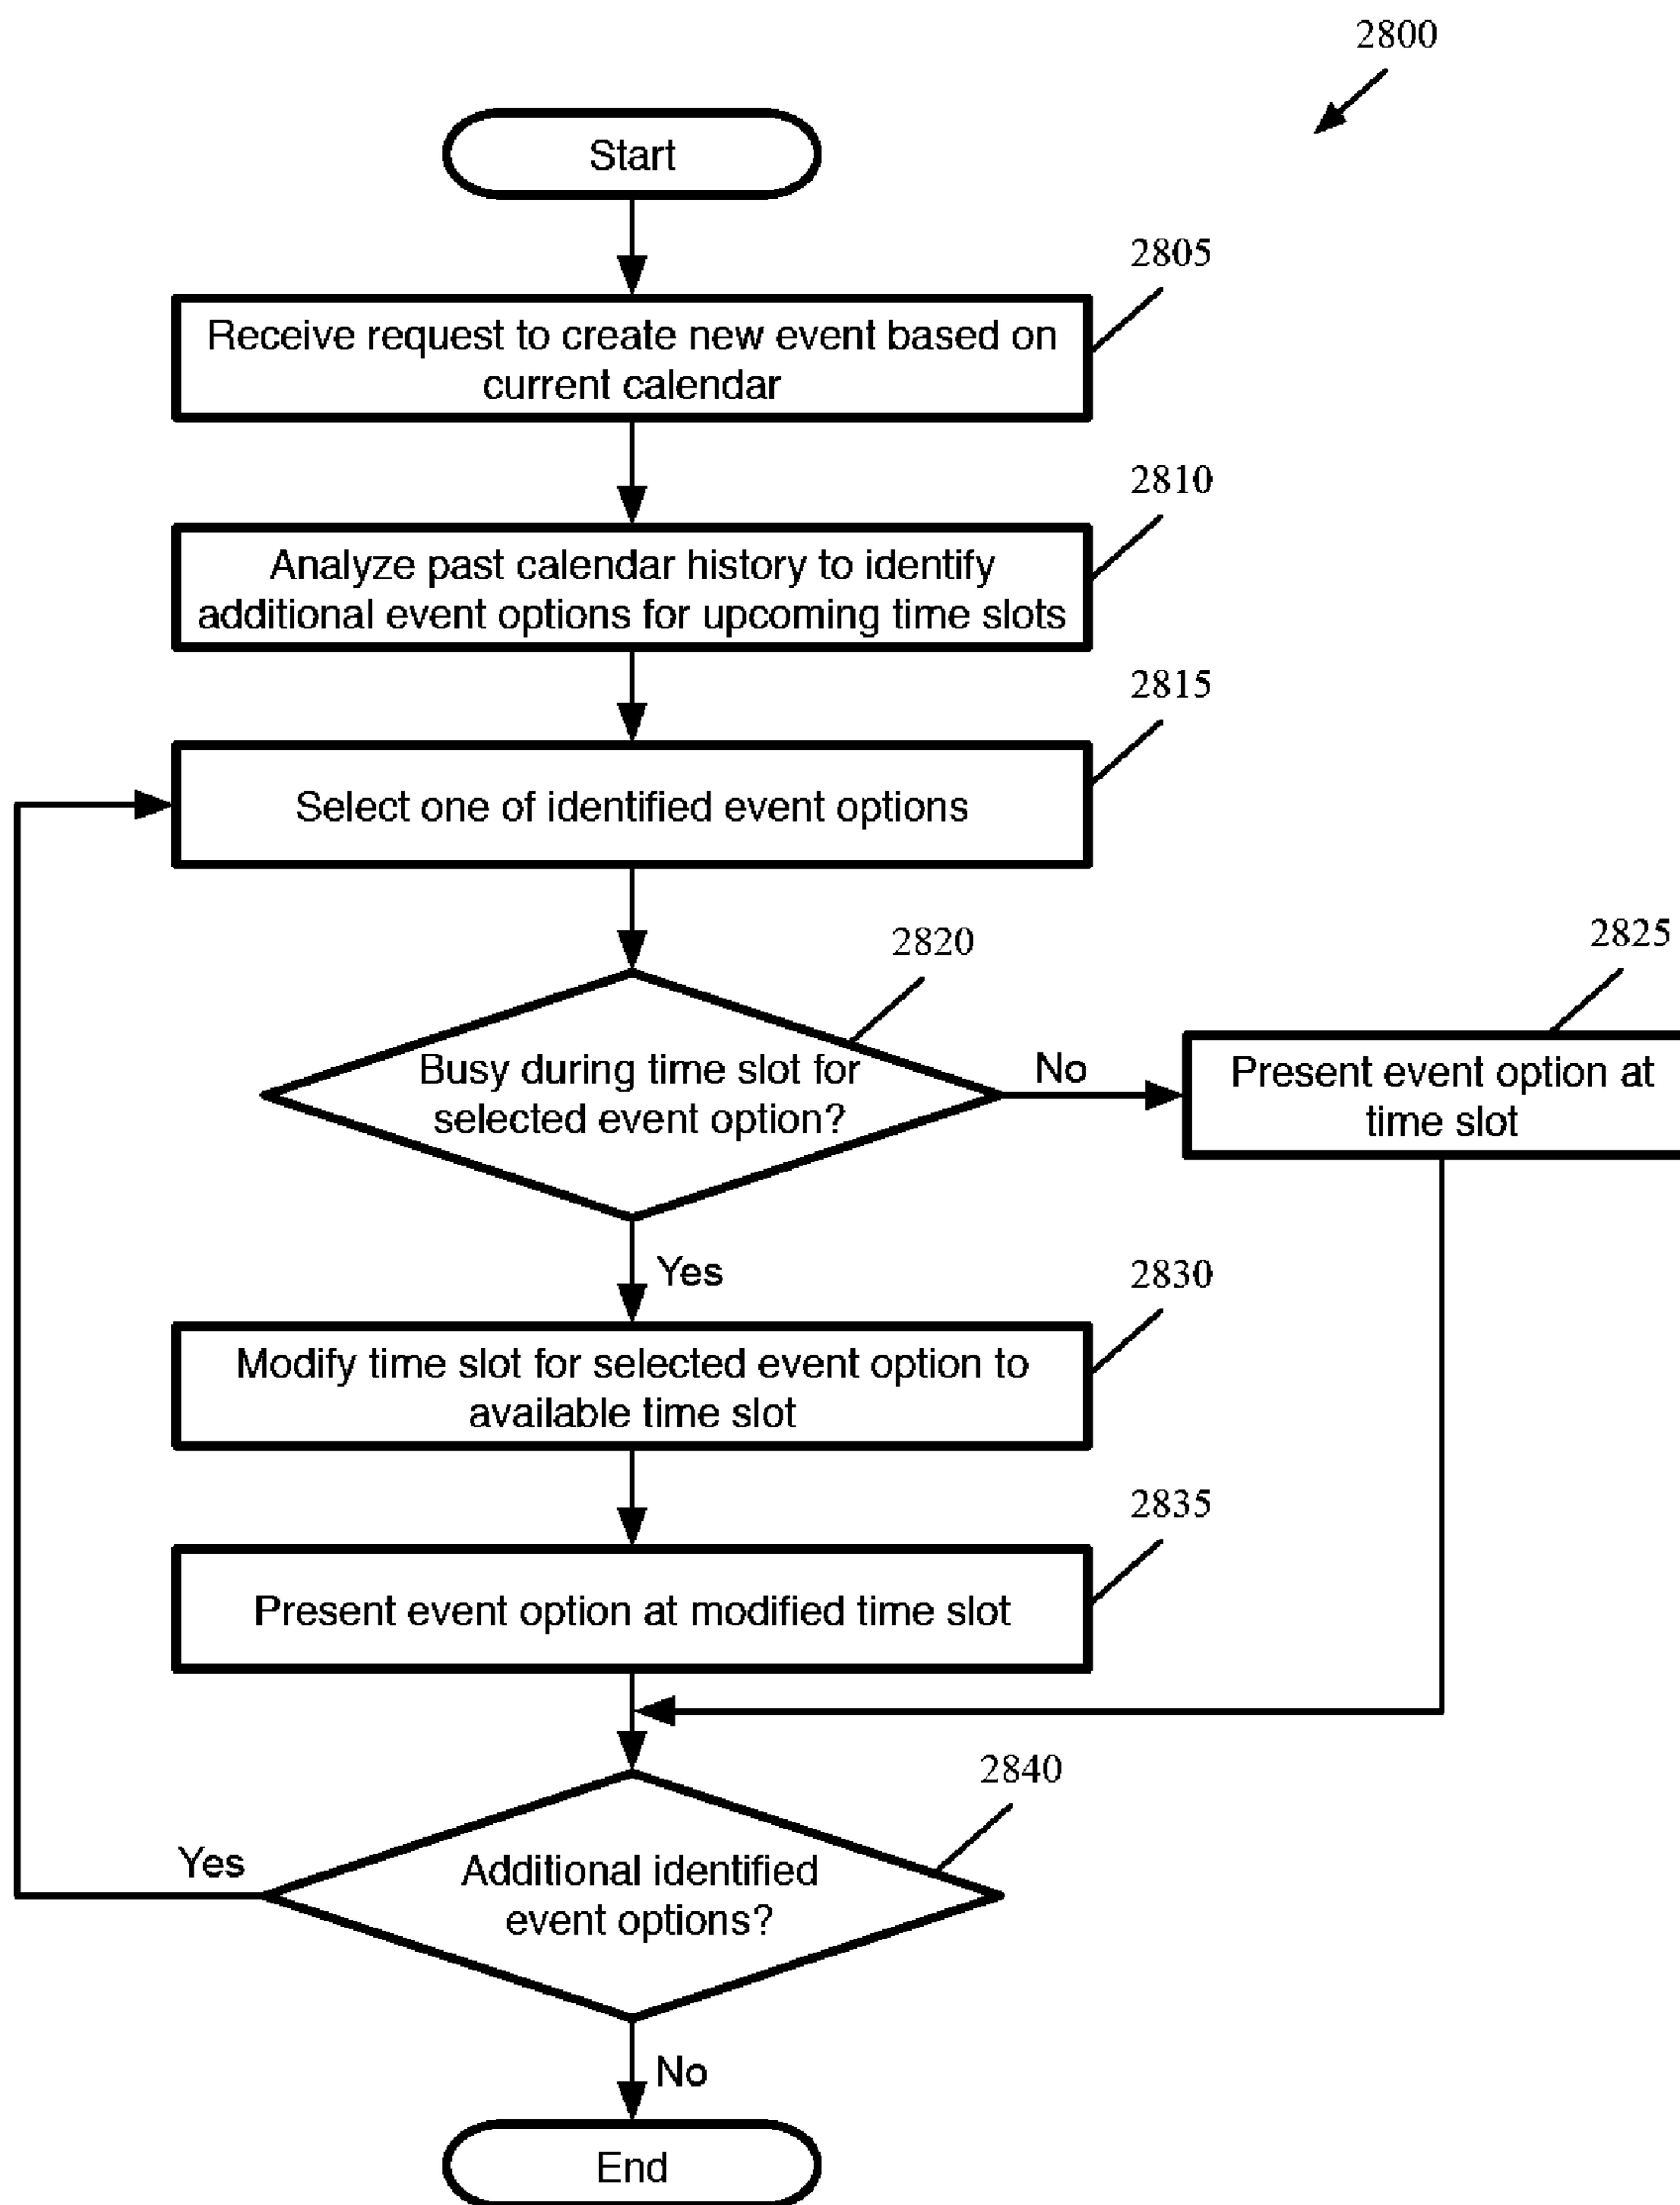 2800
Start
2805
Receive request to create new event based on
current calendar
2810
Analyze past calendar history to identify
additional event options for upcoming time slots
2815
Select one of identified event options
2820
2825
Busy during time slot for
selected event option?
No
Present event option at
time slot
Yes
2830
Modify time slot for selected event option to
available time slot
2835
Present event option at modified time slot
2840
Yes
Additional identified
event options?
No
End